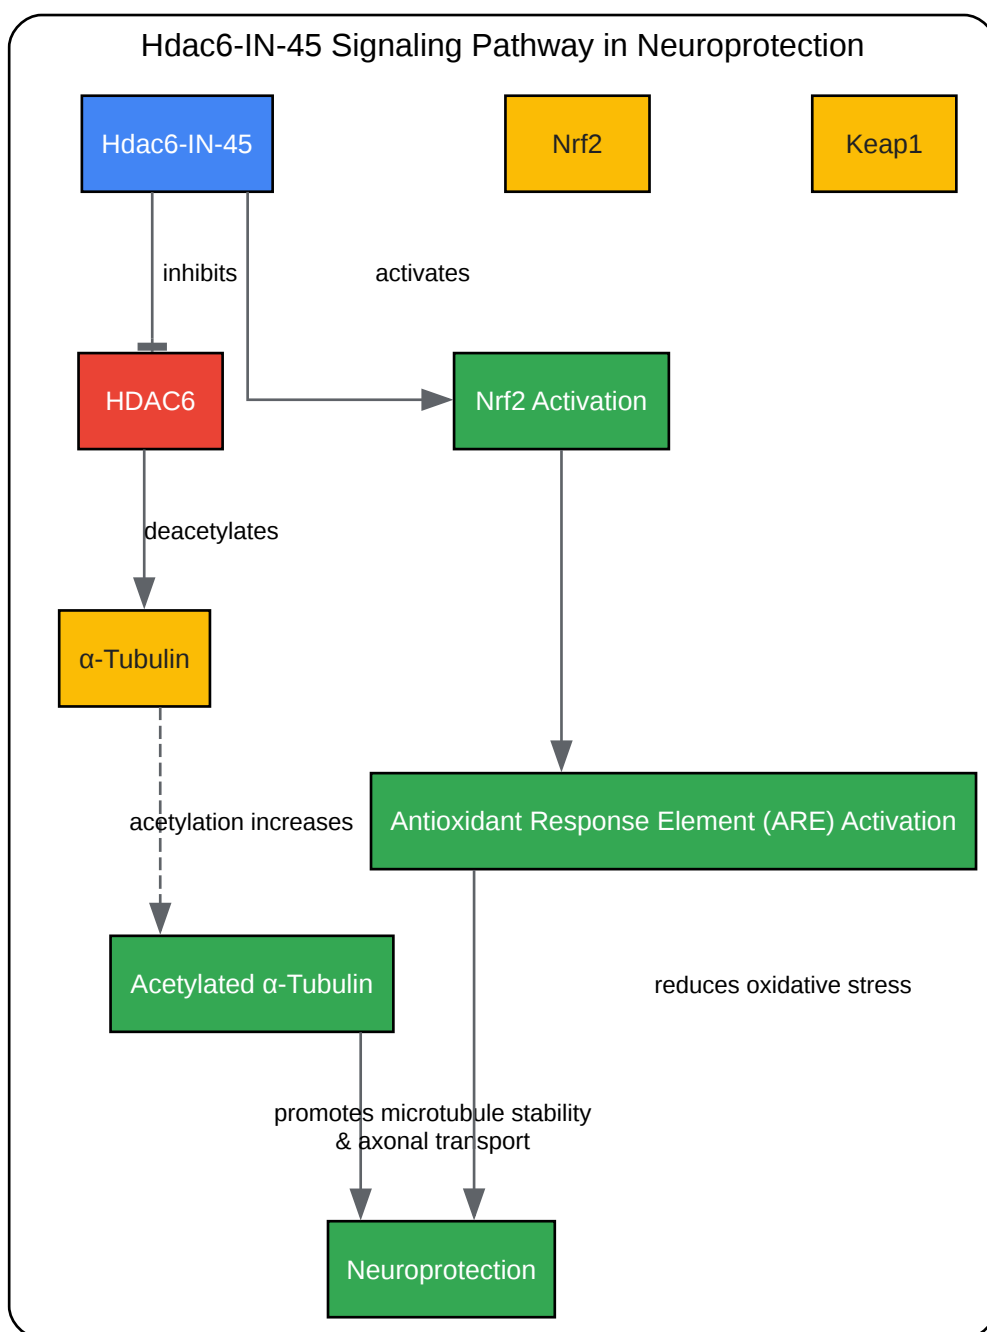 Hdac6-IN-45 Signaling Pathway in Neuroprotection
Hdac6-IN-45
Nrf2
Keap1
inhibits
activates
HDAC6
Nrf2 Activation
deacetylates
α-Tubulin
acetylation increases
Antioxidant Response Element (ARE) Activation
Acetylated α-Tubulin
reduces oxidative stress
promotes microtubule stability
& axonal transport
Neuroprotection